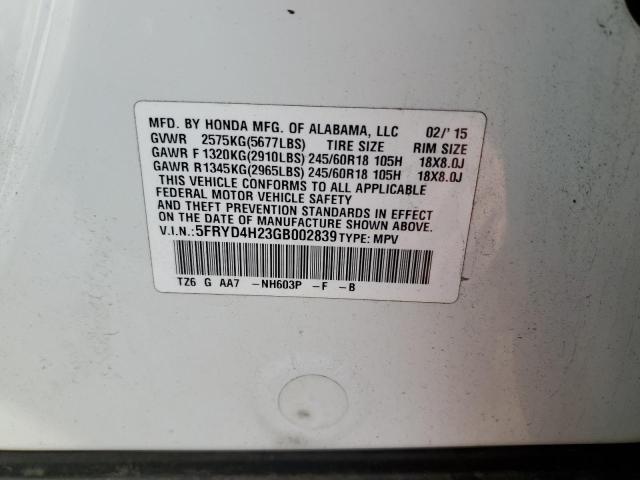 MFD. BY HONDA MFG. OF ALABAMA, LLC 02/' 15
GVWR 2575KG(5677LBS) TIRE SIZE RIM SIZE
GAWR F 1320KG(2910LBS) 245/60R18 105H 18X8.0J
GAWR R1345KG(2965LBS) 245/60R18 105H 18X8.0J
THIS VEHICLE CONFORMS TO ALL APPLICABLE
FEDERAL MOTOR VEHICLE SAFETY
AND THEFT PREVENTION STANDARDS IN EFFECT
ON THE DATE OF MANUFACTURE SHOWN ABOVE.
V.I.N.:5FRYD4H23GB002839 TYPE: MPV
TZ6 G AA7 -NH603P -F -B